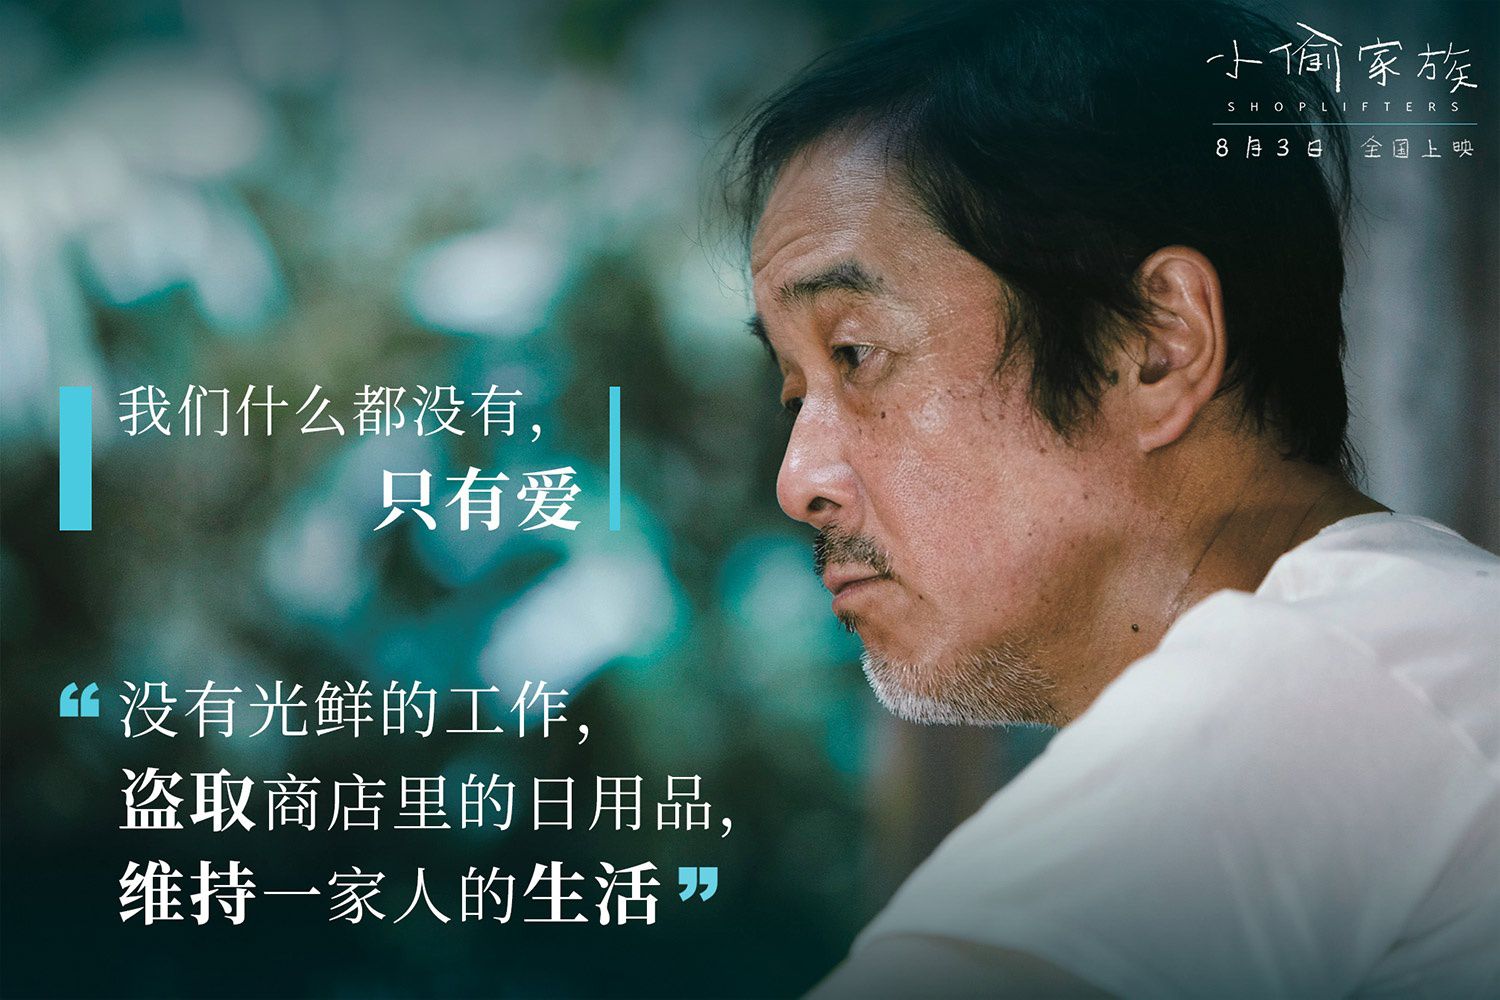 小偷家族
SHOPLIFTERS
8月3日 全国上映
我们什么都没有，
只有爱
“没有光鲜的工作，
盗取商店里的日用品，
维持一家人的生活”